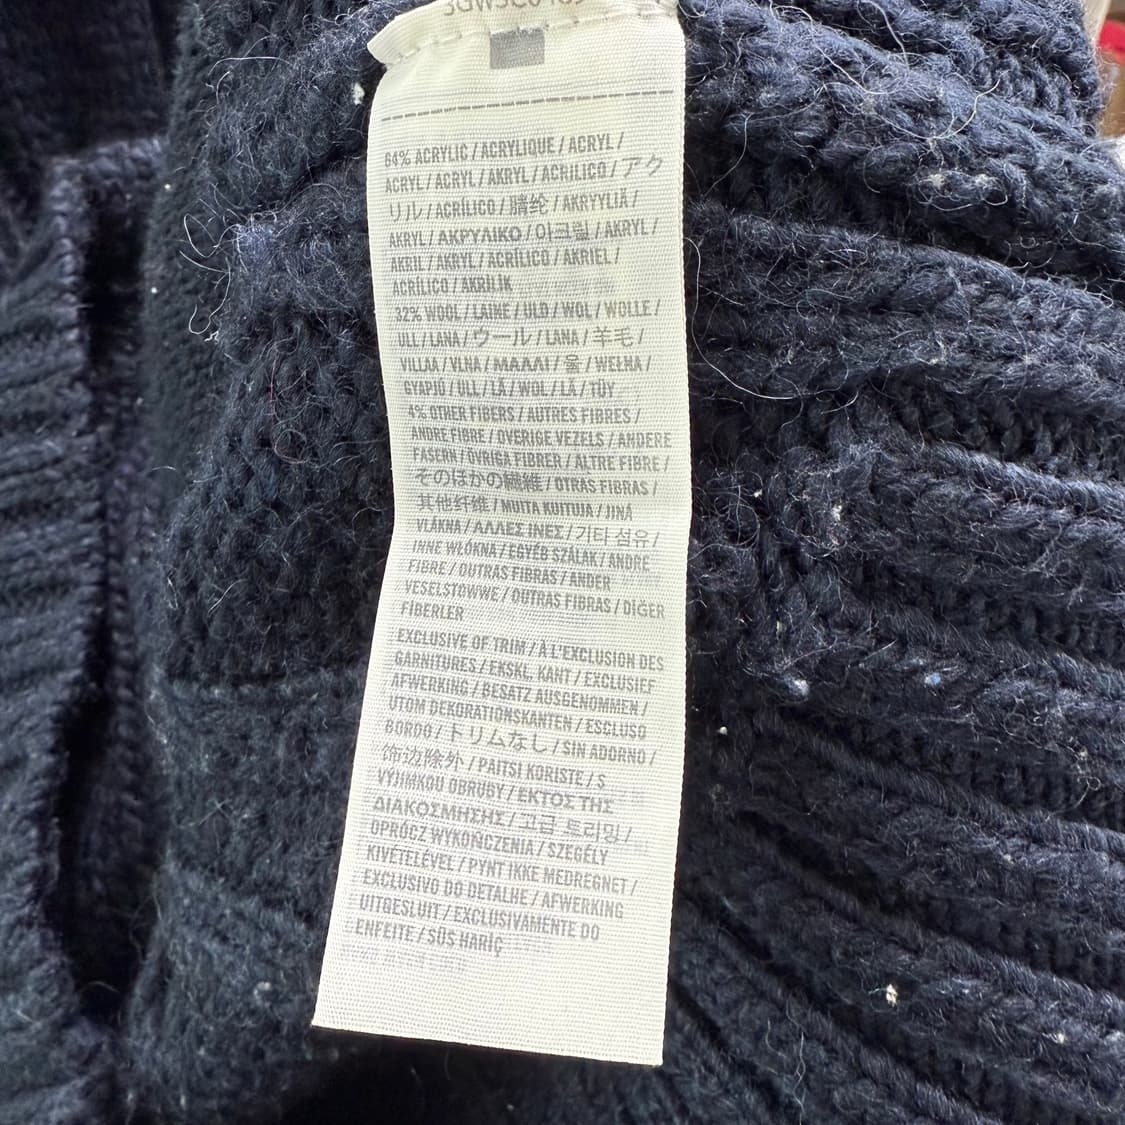 64% ACRYLIC / ACRYLIQUE / ACRYL /
ACRYL / ACRYL / AKRYL / ACRILICO / アク
リル / ACRÍLICO / 腈纶 / AKRYYLIÄ /
AKRYL / ΑΚΡΥΛΙΚΟ / 아크릴 / AKRYL /
AKRIL / AKRYL / ACRÍLICO / AKRIEL /
ACRÍLICO / AKRILIK
32% WOOL / LAINE / ULD / WOL / WOLLE /
ULL / LANA / ウール / LANA / 羊毛 /
VILLAA / VLNA / ΜΑΛΛΙ / 울 / WEŁNA /
GYAPJÚ / ULL / LÃ / WOL / LÃ / TÜY
4% OTHER FIBERS / AUTRES FIBRES /
ANDRE FIBRE / OVERIGE VEZELS / ANDERE
FASERN / ÖVRIGA FIBRER / ALTRE FIBRE /
そのほかの繊維 / OTRAS FIBRAS /
其他纤维 / MUITA KUITUJA / JINÁ
VLÁKNA / ΑΛΛΕΣ ΙΝΕΣ / 기타 섬유 /
INNE WŁÓKNA / EGYÉB SZÁLAK / ANDRE
FIBRE / OUTRAS FIBRAS / ANDER
VESELSTOWWE / OUTRAS FIBRAS / DİĞER
FİBERLER
EXCLUSIVE OF TRIM / À L'EXCLUSION DES
GARNITURES / EKSKL. KANT / EXCLUSIEF
AFWERKING / BESATZ AUSGENOMMEN /
UTOM DEKORATIONSKANTEN / ESCLUSO
BORDO / トリムなし / SIN ADORNO /
饰边除外 / PAITSI KORISTE / S
VÝJIMKOU OBRUBY / ΕΚΤΟΣ ΤΗΣ
ΔΙΑΚΟΣΜΗΣΗΣ / 고급 트리밍 /
OPRÓCZ WYKOŃCZENIA / SZEGÉLY
KIVÉTELÉVEL / PYNT IKKE MEDREGNET /
EXCLUSIVO DO DETALHE / AFWERKING
UITGESLUIT / EXCLUSIVAMENTE DO
ENFEITE / SÜS HARİÇ